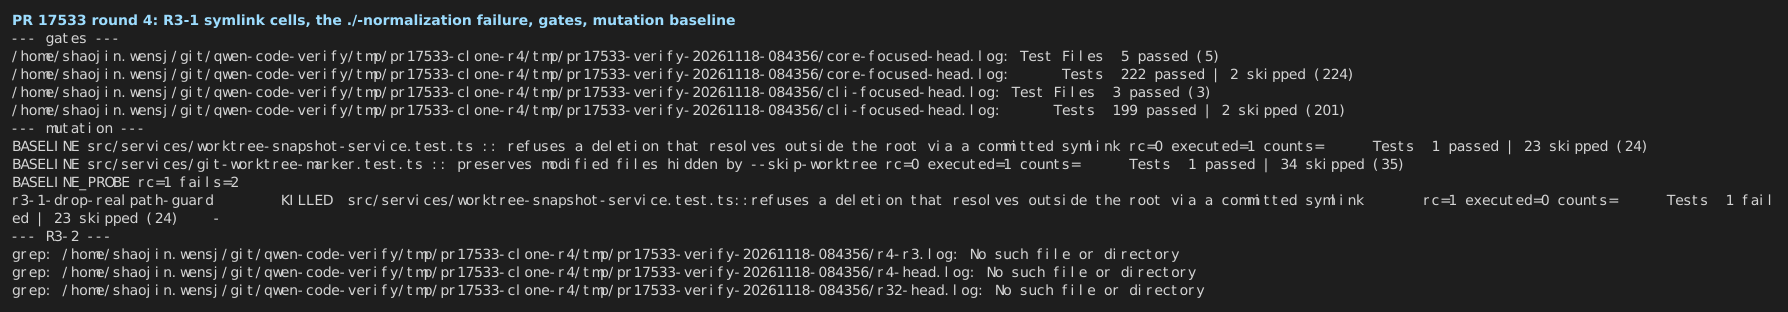 PR 17533 round 4: R3-1 symlink cells, the ./-normalization failure, gates, mutation baseline
--- gates ---
/home/shaojin.wensj/git/qwen-code-verify/tmp/pr17533-clone-r4/tmp/pr17533-verify-20261118-084356/core-focused-head.log: Test Files  5 passed (5)
/home/shaojin.wensj/git/qwen-code-verify/tmp/pr17533-clone-r4/tmp/pr17533-verify-20261118-084356/core-focused-head.log:      Tests  222 passed | 2 skipped (224)
/home/shaojin.wensj/git/qwen-code-verify/tmp/pr17533-clone-r4/tmp/pr17533-verify-20261118-084356/cli-focused-head.log: Test Files  3 passed (3)
/home/shaojin.wensj/git/qwen-code-verify/tmp/pr17533-clone-r4/tmp/pr17533-verify-20261118-084356/cli-focused-head.log:      Tests  199 passed | 2 skipped (201)
--- mutation ---
BASELINE src/services/worktree-snapshot-service.test.ts :: refuses a deletion that resolves outside the root via a committed symlink rc=0 executed=1 counts=      Tests  1 passed | 23 skipped (24)
BASELINE src/services/git-worktree-marker.test.ts :: preserves modified files hidden by --skip-worktree rc=0 executed=1 counts=      Tests  1 passed | 34 skipped (35)
BASELINE_PROBE rc=1 fails=2
r3-1-drop-realpath-guard        KILLED  src/services/worktree-snapshot-service.test.ts::refuses a deletion that resolves outside the root via a committed symlink       rc=1 executed=0 counts=      Tests  1 fail
ed | 23 skipped (24)    -
--- R3-2 ---
grep: /home/shaojin.wensj/git/qwen-code-verify/tmp/pr17533-clone-r4/tmp/pr17533-verify-20261118-084356/r4-r3.log: No such file or directory
grep: /home/shaojin.wensj/git/qwen-code-verify/tmp/pr17533-clone-r4/tmp/pr17533-verify-20261118-084356/r4-head.log: No such file or directory
grep: /home/shaojin.wensj/git/qwen-code-verify/tmp/pr17533-clone-r4/tmp/pr17533-verify-20261118-084356/r32-head.log: No such file or directory